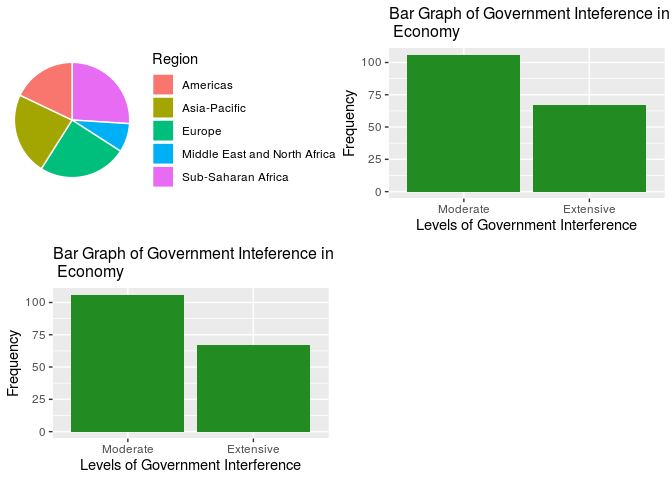 Region
Americas
Asia-Pacific
Europe
Middle East and North Africa
Sub-Saharan Africa
Bar Graph of Government Inteference in
Economy
100
75
50
25
0
Frequency
Moderate
Extensive
Levels of Government Interference
Bar Graph of Government Inteference in
Economy
100
75
50
25
0
Frequency
Moderate
Extensive
Levels of Government Interference